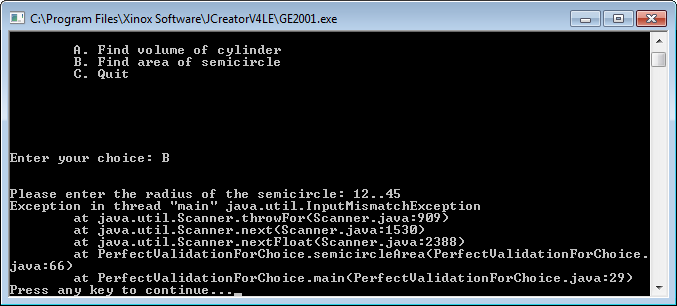 C:\Program Files\Xinox Software\JCreatorV4LE\GE2001.exe
A. Find volume of cylinder
B. Find area of semicircle
C. Quit
Enter your choice: B
Please enter the radius of the semicircle: 12..45
Exception in thread "main" java.util.InputMismatchException
at java.util.Scanner.throwFor(Scanner.java:909)
at java.util.Scanner.next(Scanner.java:1530)
at java.util.Scanner.nextFloat(Scanner.java:2388)
at PerfectValidationForChoice.semicircleArea(PerfectValidationForChoice.
java:66)
at PerfectValidationForChoice.main(PerfectValidationForChoice.java:29)
Press any key to continue..._